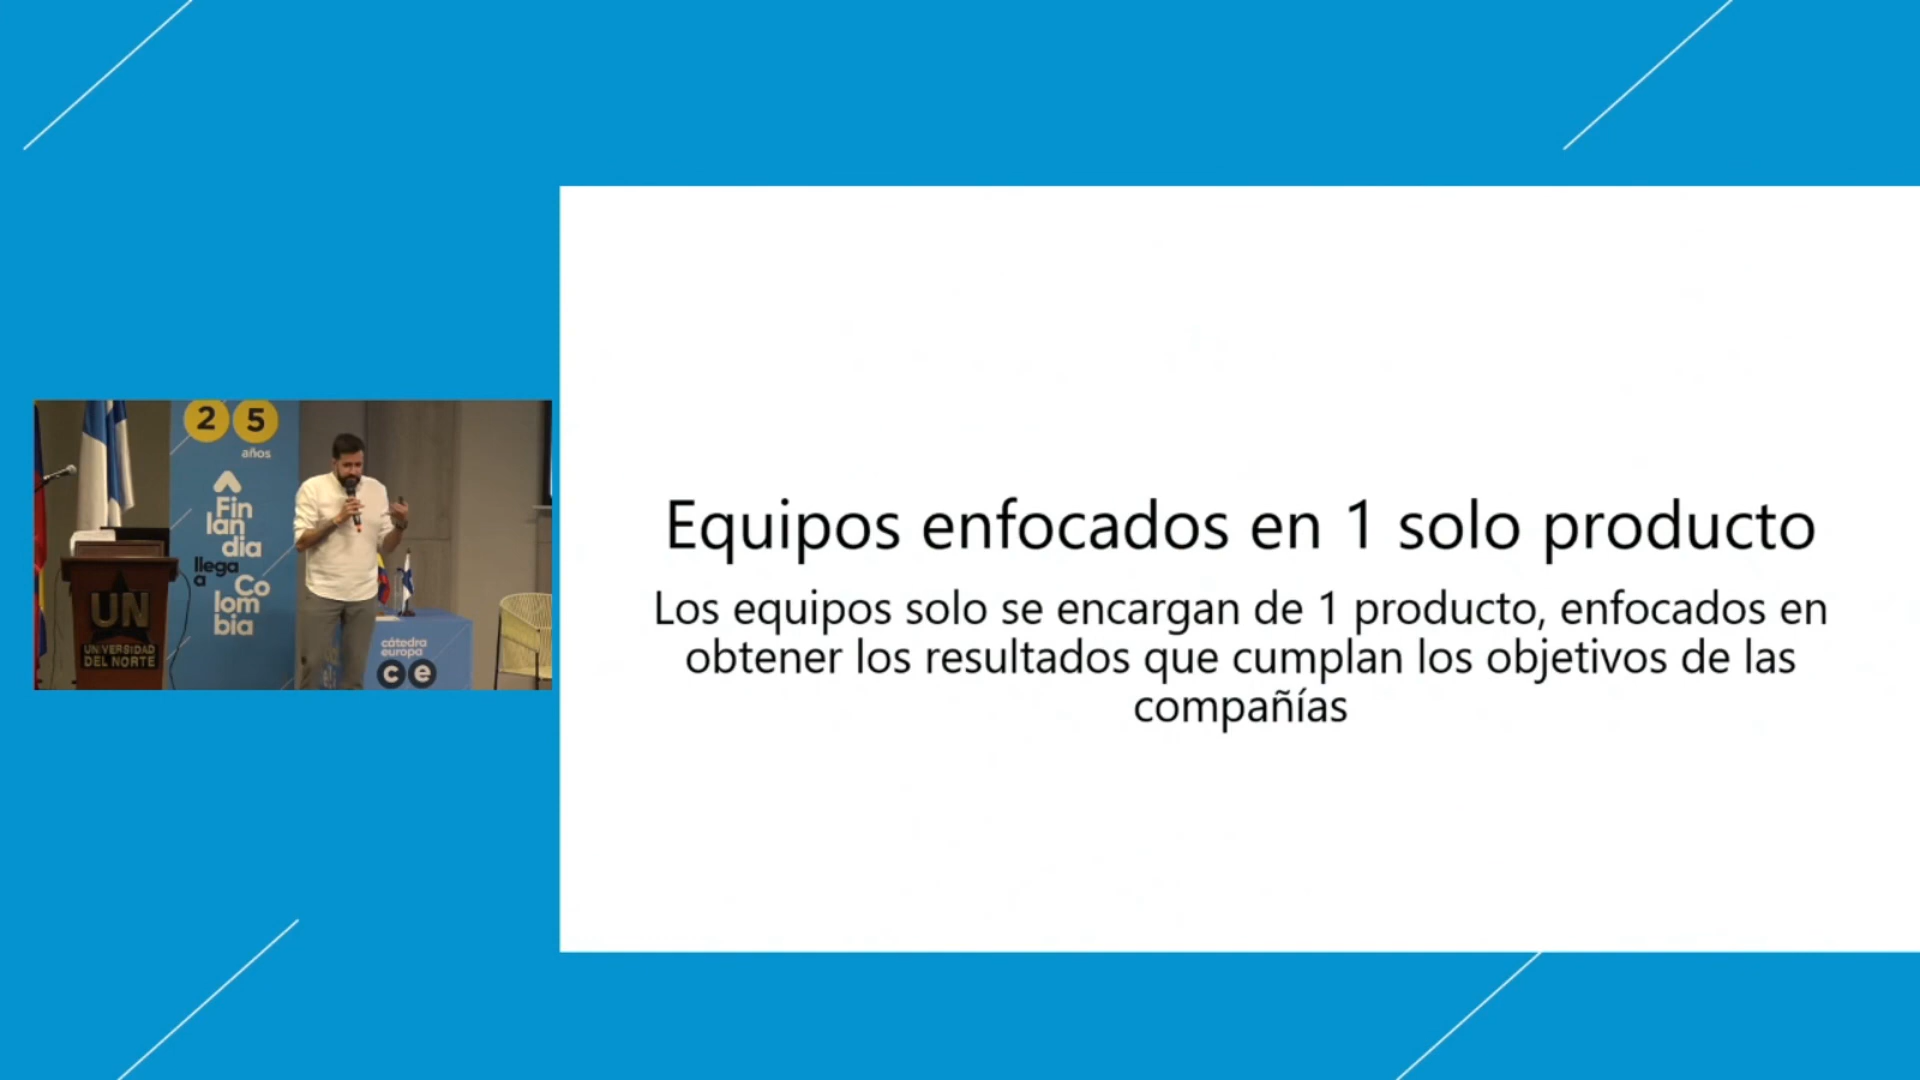 2 5
años
Fin
lan
dia
llega
a
Co
lom
bia
UN
UNIVERSIDAD
DEL NORTE
cátedra
europa
c e
Equipos enfocados en 1 solo producto
Los equipos solo se encargan de 1 producto, enfocados en
obtener los resultados que cumplan los objetivos de las
compañías